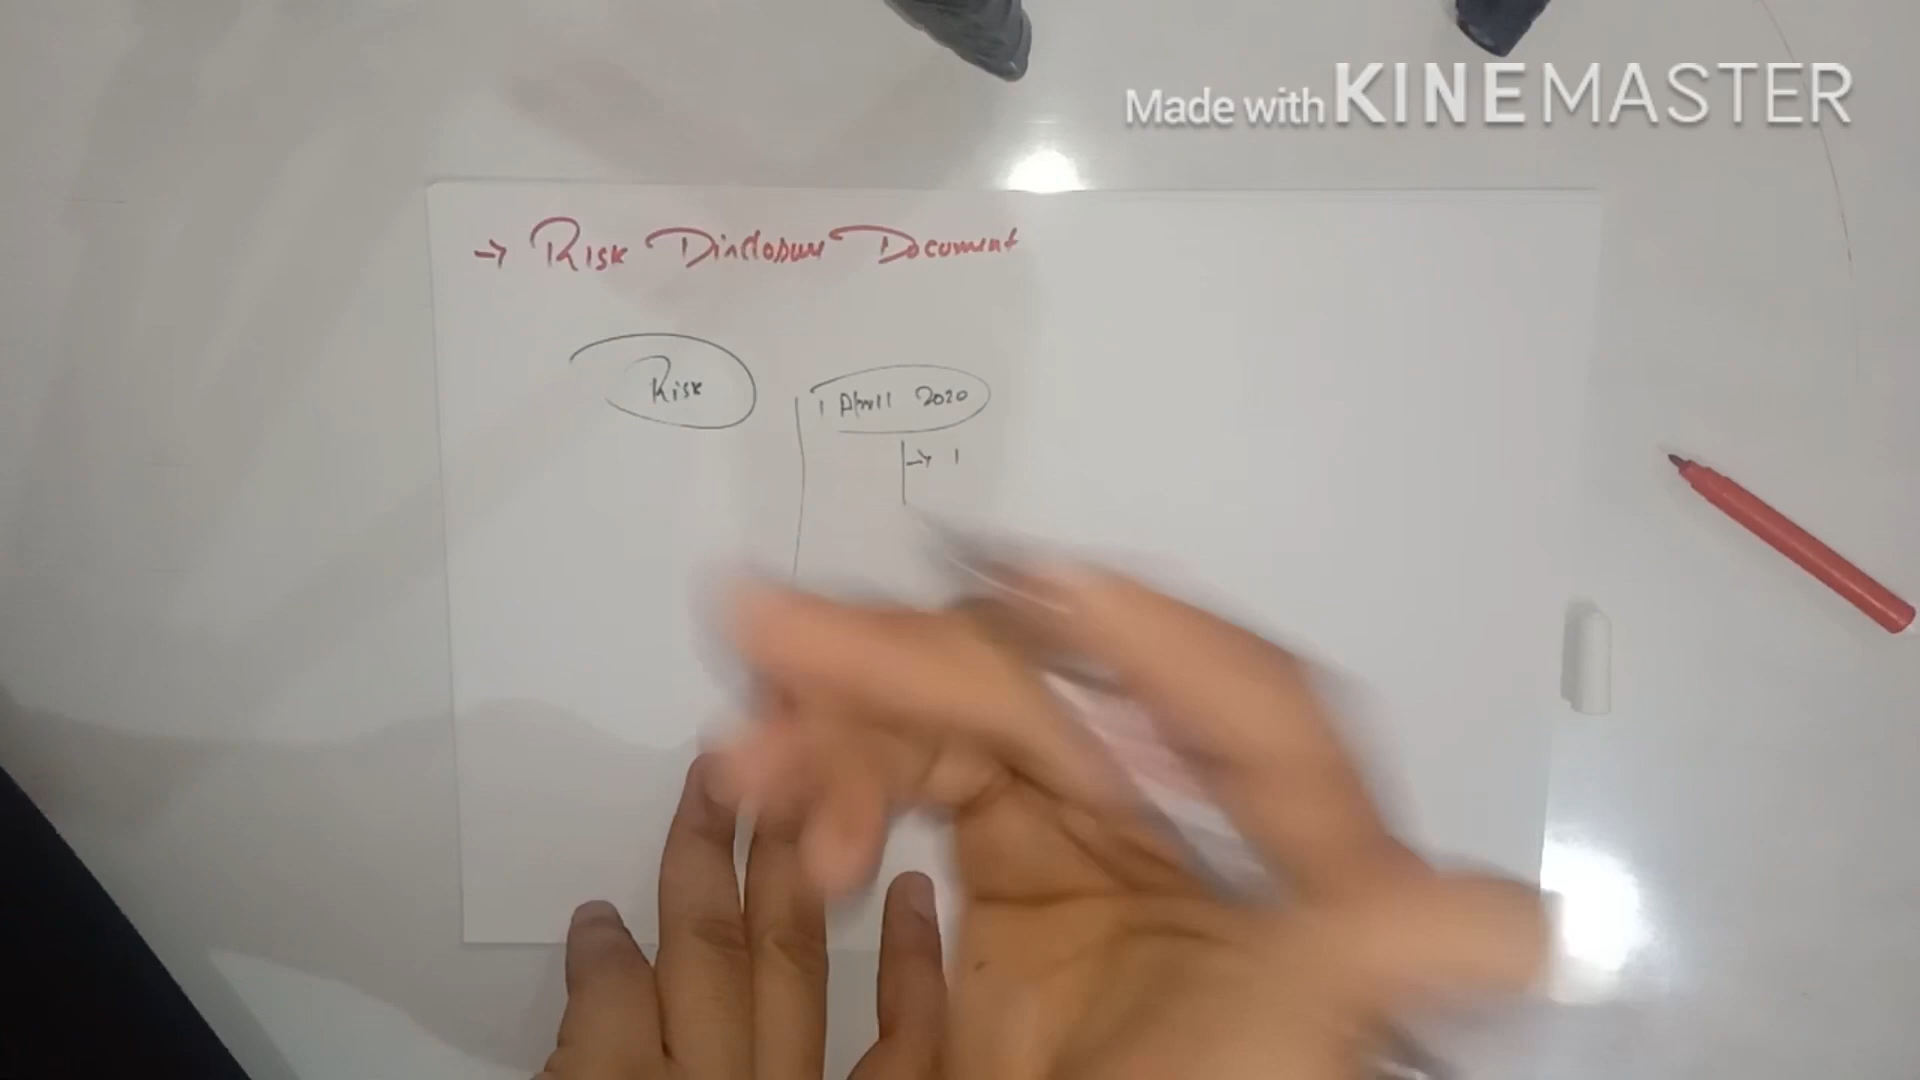 Made with KINEMASTER
→ Risk Disclosure Document
Risk
1 April 2020
→ 1